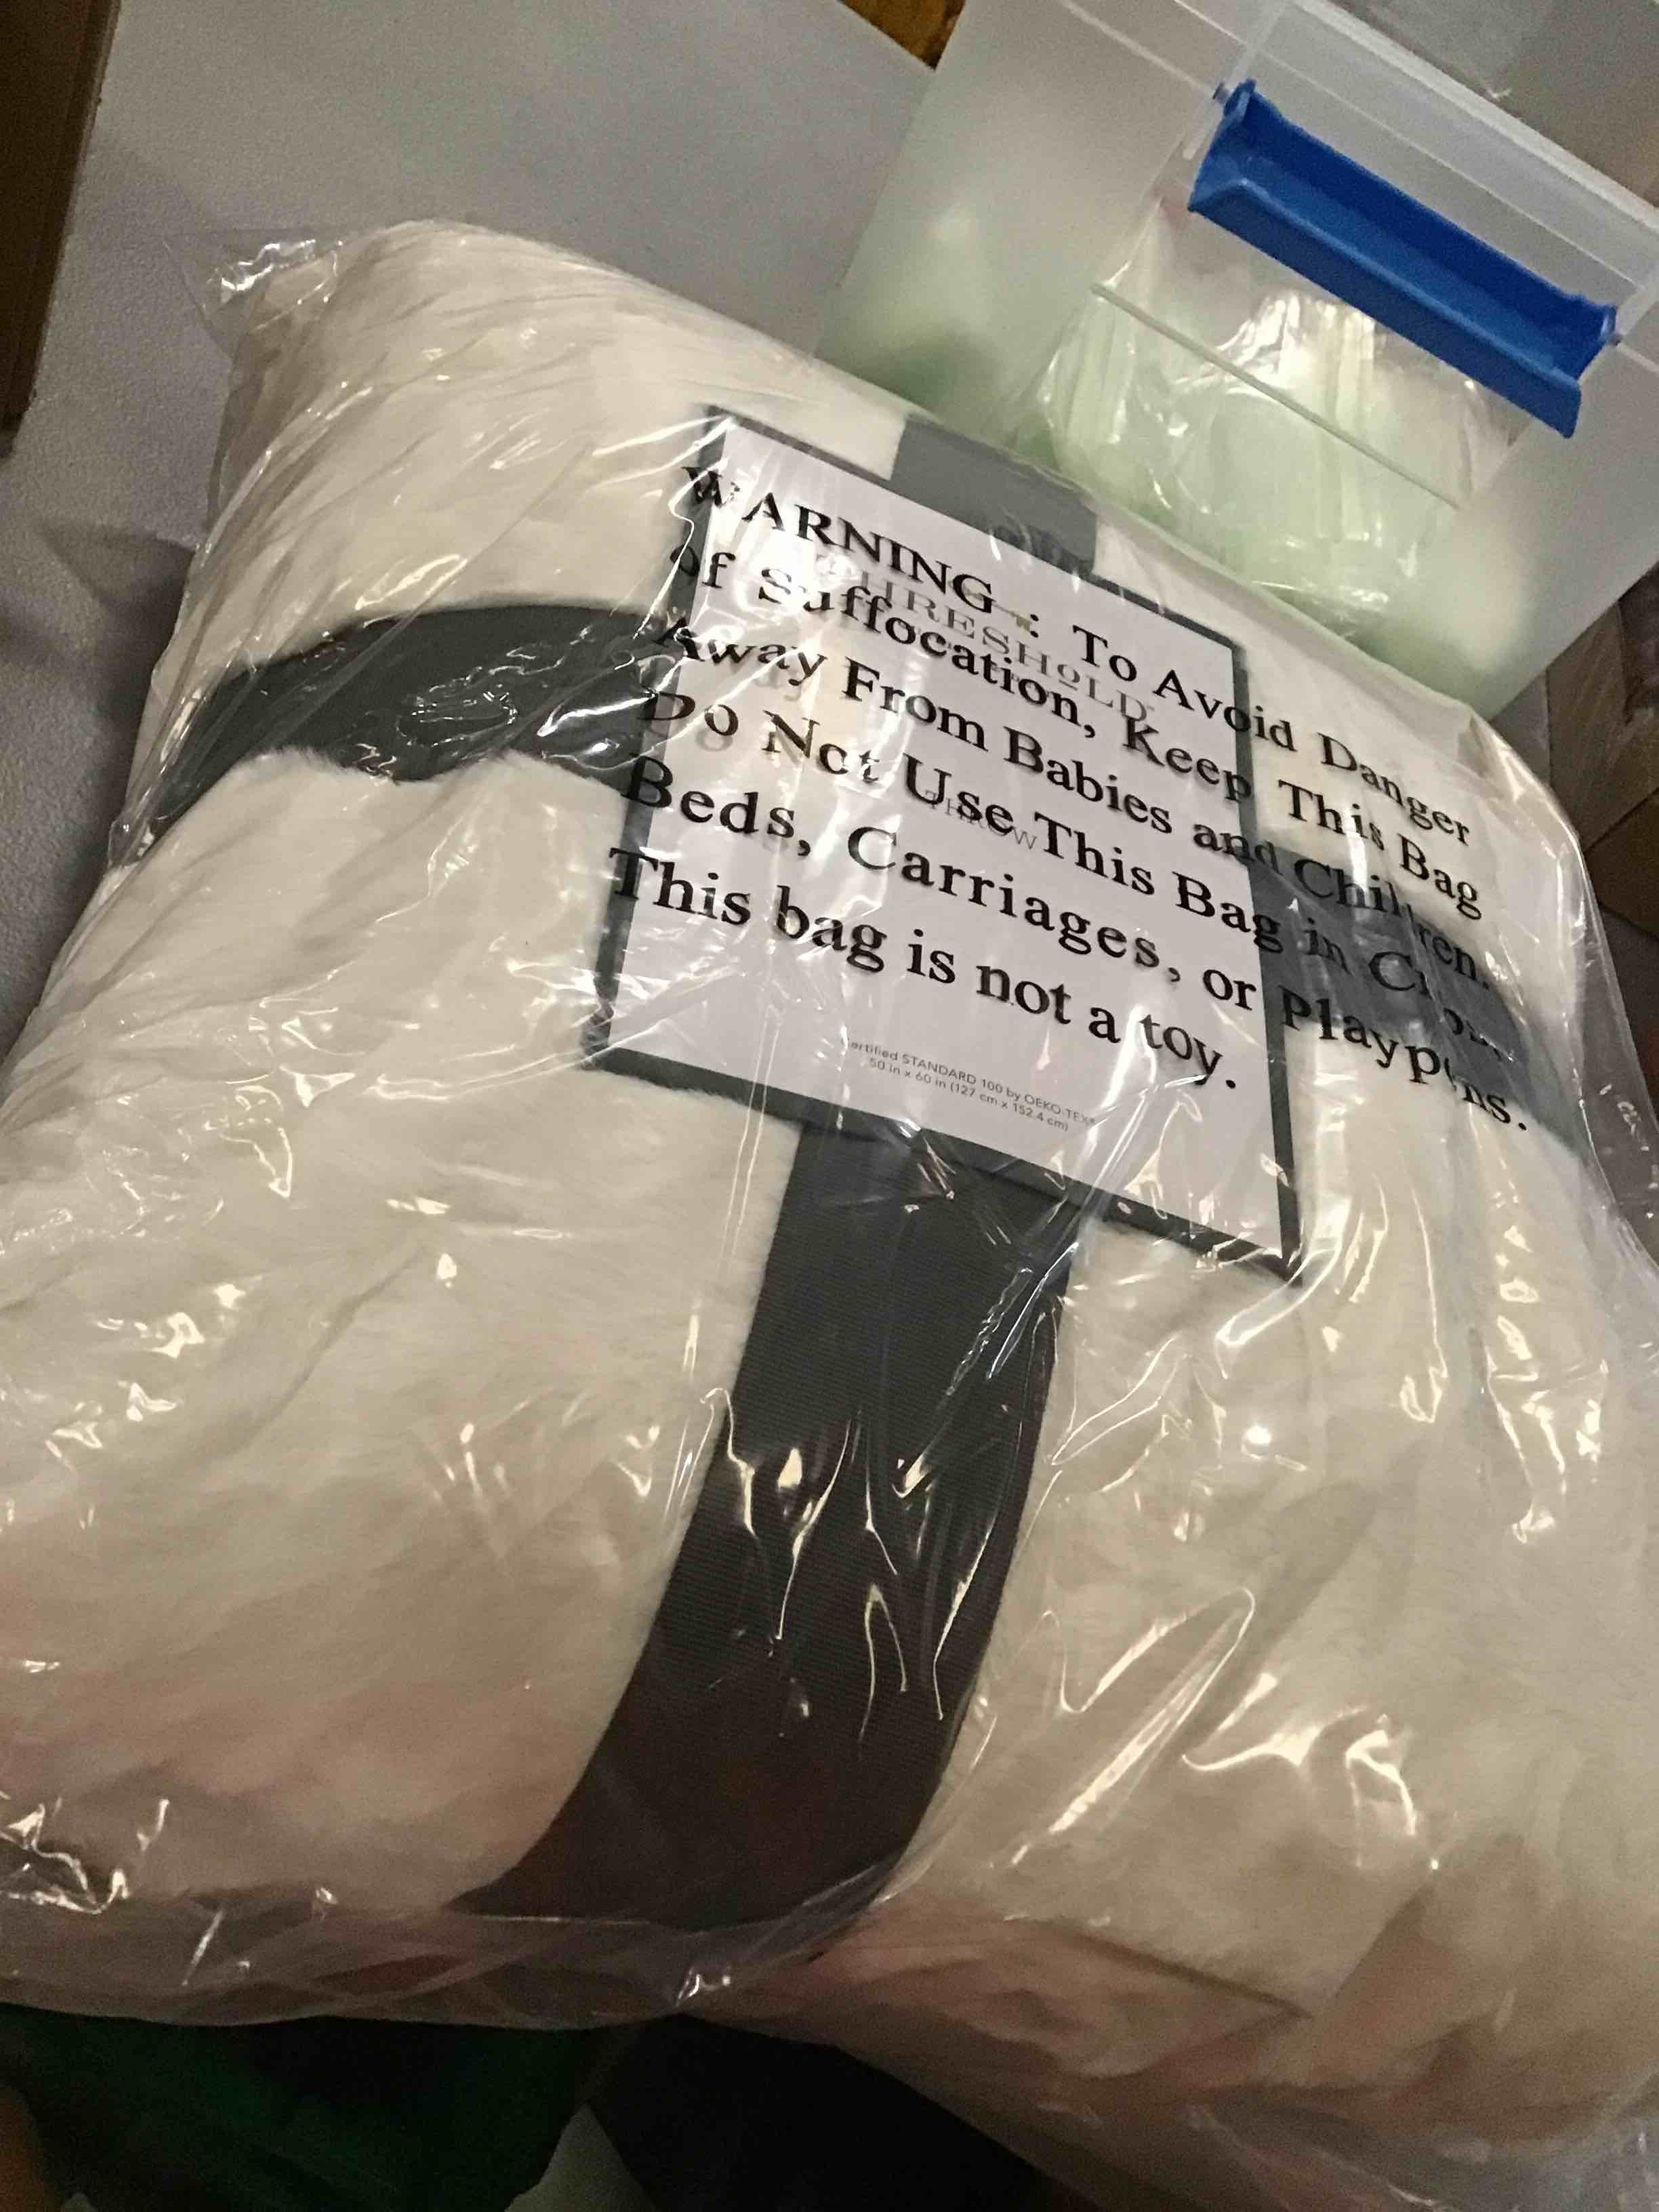 WARNING : To Avoid Danger
of Suffocation, Keep This Bag
Away From Babies and Children.
Do Not Use This Bag in Cribs,
Beds, Carriages, or Playpens.
This bag is not a toy.
THRESHOLD™
THROW
Certified STANDARD 100 by OEKO-TEX®
50 in x 60 in (127 cm x 152.4 cm)